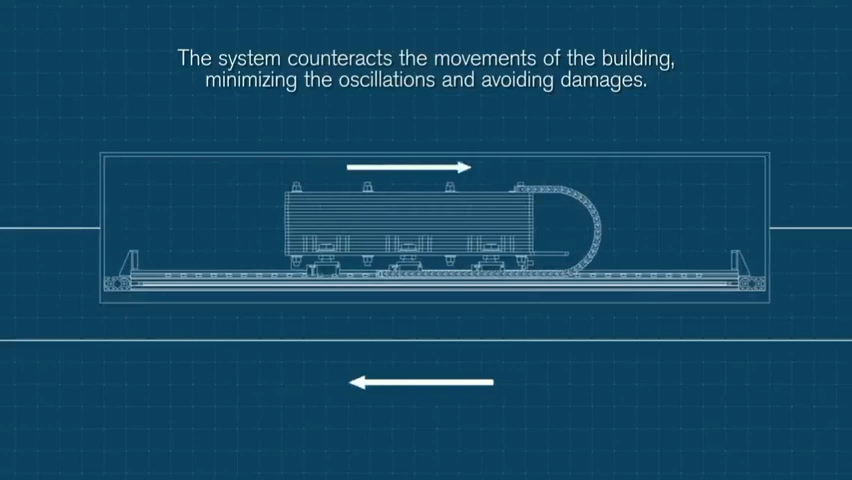 The system counteracts the movements of the building,
minimizing the oscillations and avoiding damages.